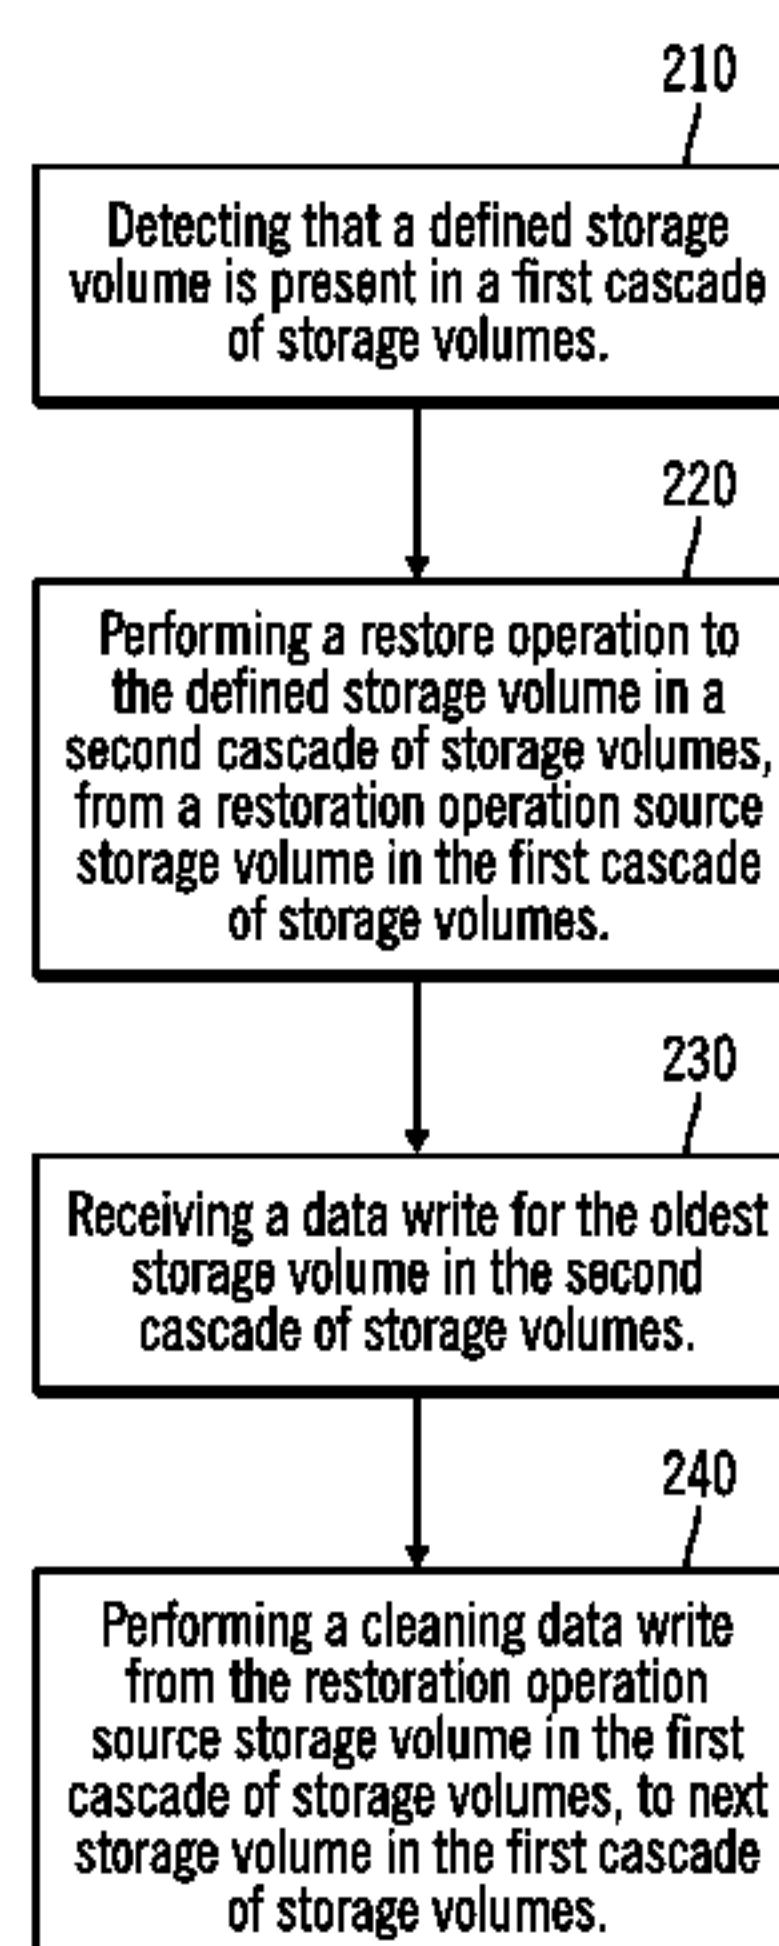 210
Detecting that a defined storage
volume is present in a first cascade
of storage volumes.
220
Performing a restore operation to
the defined storage volume in a
second cascade of storage volumes,
from a restoration operation source
storage volume in the first cascade
of storage volumes.
230
Receiving a data write for the oldest
storage volume in the second
cascade of storage volumes.
240
Performing a cleaning data write
from the restoration operation
source storage volume in the first
cascade of storage volumes, to next
storage volume in the first cascade
of storage volumes.